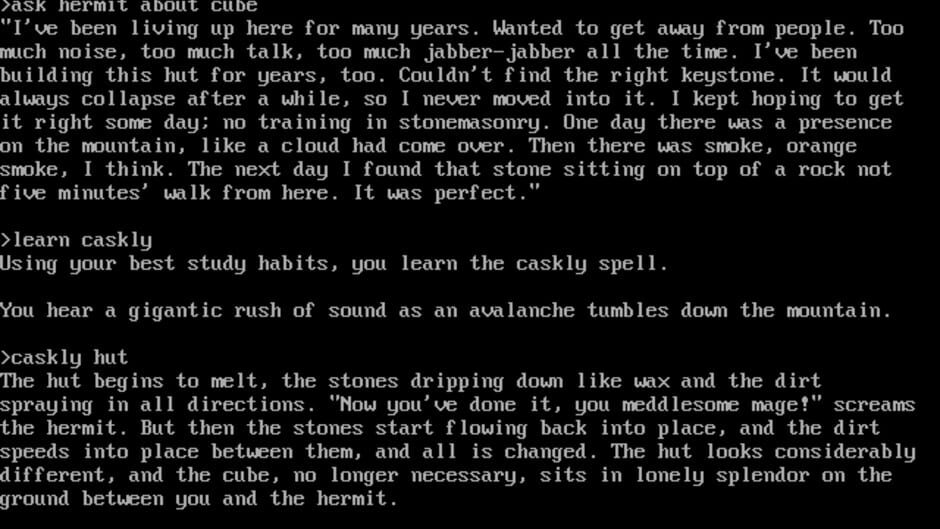 >ask hermit about cube
"I've been living up here for many years. Wanted to get away from people. Too
much noise, too much talk, too much jabber-jabber all the time. I've been
building this hut for years, too. Couldn't find the right keystone. It would
always collapse after a while, so I never moved into it. I kept hoping to get
it right some day; no training in stonemasonry. One day there was a presence
on the mountain, like a cloud had come over. Then there was smoke, orange
smoke, I think. The next day I found that stone sitting on top of a rock not
five minutes' walk from here. It was perfect."
>learn caskly
Using your best study habits, you learn the caskly spell.
You hear a gigantic rush of sound as an avalanche tumbles down the mountain.
>caskly hut
The hut begins to melt, the stones dripping down like wax and the dirt
spraying in all directions. "Now you've done it, you meddlesome mage!" screams
the hermit. But then the stones start flowing back into place, and the dirt
speeds into place between them, and all is changed. The hut looks considerably
different, and the cube, no longer necessary, sits in lonely splendor on the
ground between you and the hermit.